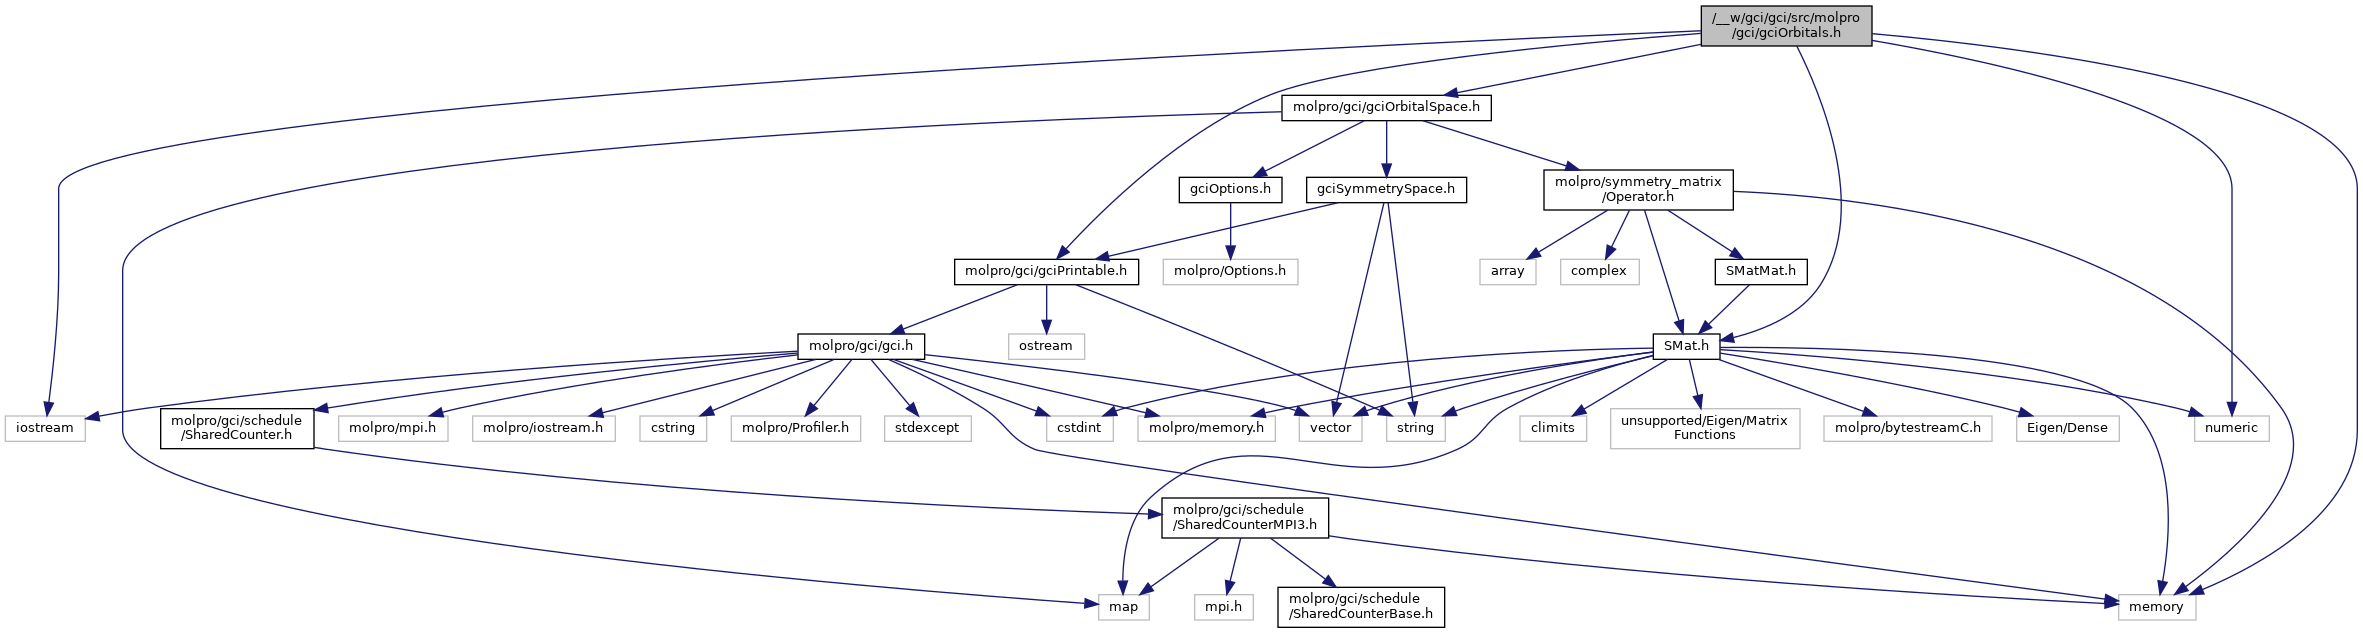 /__w/gci/gci/src/molpro
/gci/gciOrbitals.h
molpro/gci/gciOrbitalSpace.h
gciOptions.h
gciSymmetrySpace.h
molpro/symmetry_matrix
/Operator.h
molpro/gci/gciPrintable.h
molpro/Options.h
array
complex
SMatMat.h
molpro/gci/gci.h
ostream
SMat.h
iostream
molpro/gci/schedule
/SharedCounter.h
molpro/mpi.h
molpro/iostream.h
cstring
molpro/Profiler.h
stdexcept
cstdint
molpro/memory.h
vector
string
climits
unsupported/Eigen/Matrix
Functions
molpro/bytestreamC.h
Eigen/Dense
numeric
molpro/gci/schedule
/SharedCounterMPI3.h
map
mpi.h
molpro/gci/schedule
/SharedCounterBase.h
memory